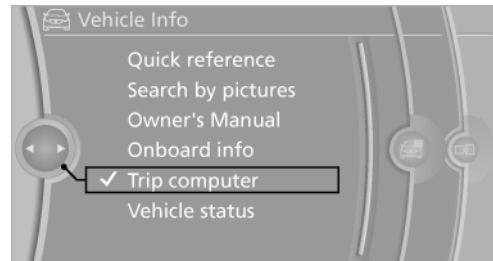 Vehicle Info
Quick reference
Search by pictures
Owner's Manual
Onboard info
Trip computer
Vehicle status